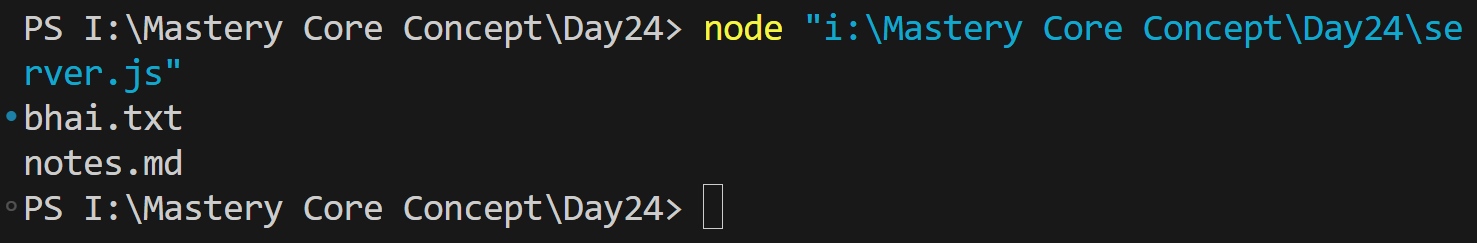 PS I:\Mastery Core Concept\Day24> node "i:\Mastery Core Concept\Day24\se
rver.js"
bhai.txt
notes.md
PS I:\Mastery Core Concept\Day24>